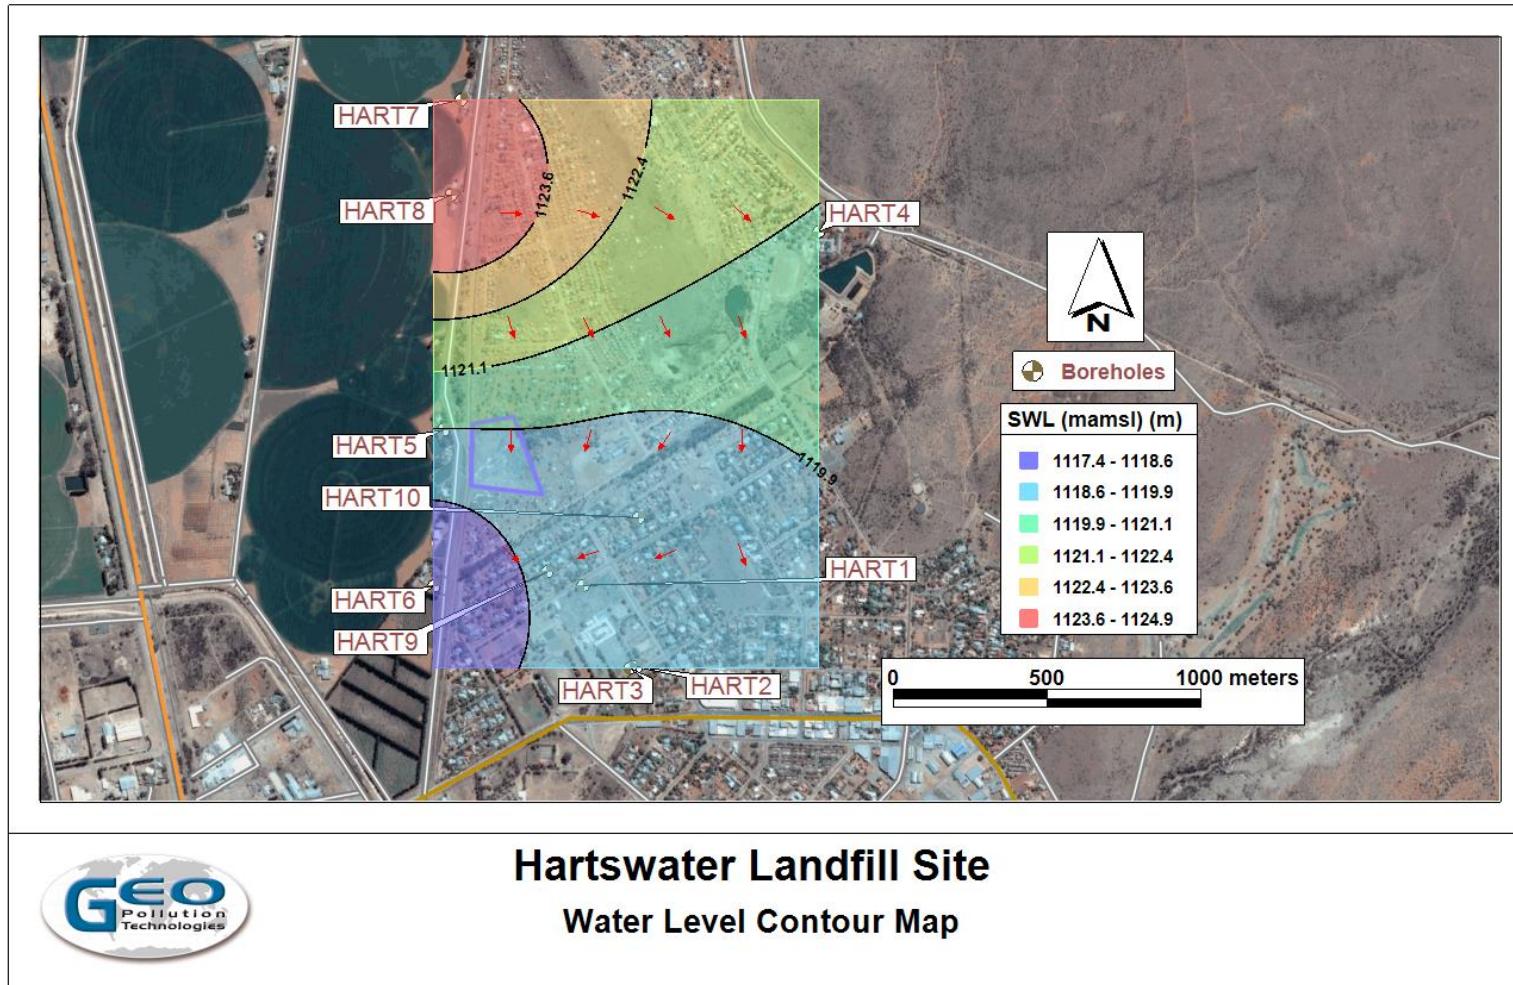 HART7
HART8
1123.6
1122.4
HART4
N
Boreholes
1121.1
SWL (mamsl) (m)
1117.4 - 1118.6
1118.6 - 1119.9
1119.9 - 1121.1
1121.1 - 1122.4
1122.4 - 1123.6
1123.6 - 1124.9
HART5
1119.9
HART10
HART1
HART6
HART9
HART3
HART2
0 500 1000 meters
Hartswater Landfill Site
Water Level Contour Map
GEO
Pollution
Technologies